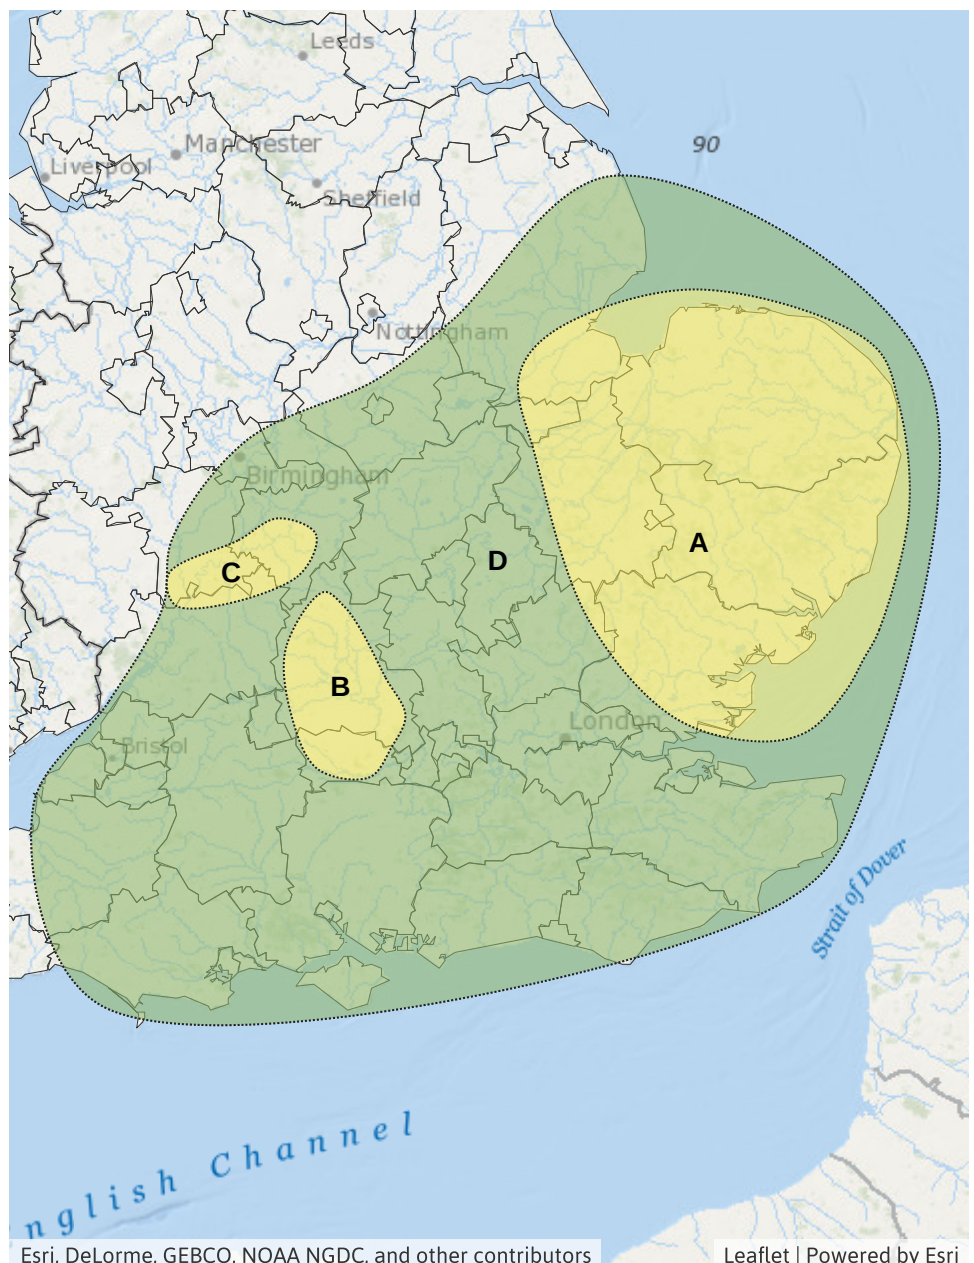 Leeds
90
Manchester
Liverpool
Sheffield
Nottingham
Birmingham
A
D
C
B
London
Bristol
Strait of Dover
nglish Channel
Esri, DeLorme, GEBCO, NOAA NGDC, and other contributors
Leaflet | Powered by Esri